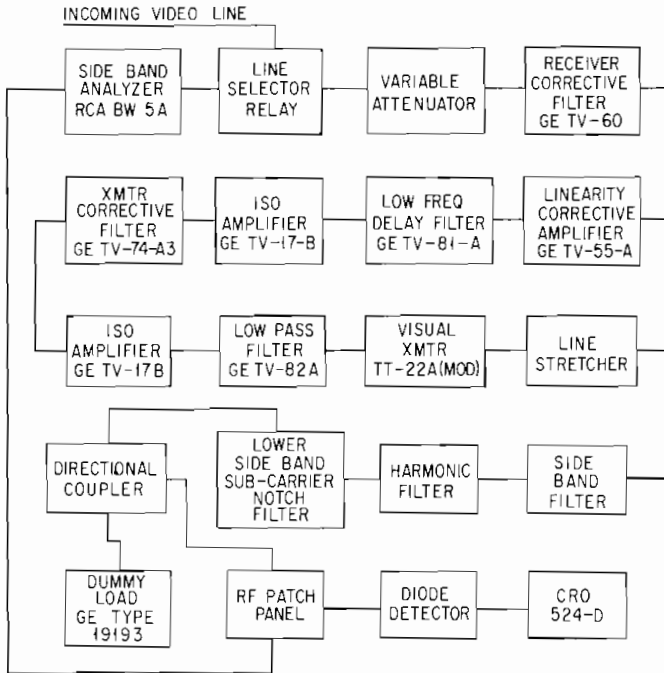 INCOMING VIDEO LINE
SIDE BAND
ANALYZER
RCA BW 5A
LINE
SELECTOR
RELAY
VARIABLE
ATTENUATOR
RECEIVER
CORRECTIVE
FILTER
GE TV-60
XMTR
CORRECTIVE
FILTER
GE TV-74-A3
ISO
AMPLIFIER
GE TV-17-B
LOW FREQ
DELAY FILTER
GE TV-81-A
LINEARITY
CORRECTIVE
AMPLIFIER
GE TV-55-A
ISO
AMPLIFIER
GE TV-17B
LOW PASS
FILTER
GE TV-82A
VISUAL
XMTR
TT-22A(MOD)
LINE
STRETCHER
DIRECTIONAL
COUPLER
LOWER
SIDE BAND
SUB-CARRIER
NOTCH
FILTER
HARMONIC
FILTER
SIDE
BAND
FILTER
DUMMY
LOAD
GE TYPE
19193
RF PATCH
PANEL
DIODE
DETECTOR
CRO
524-D